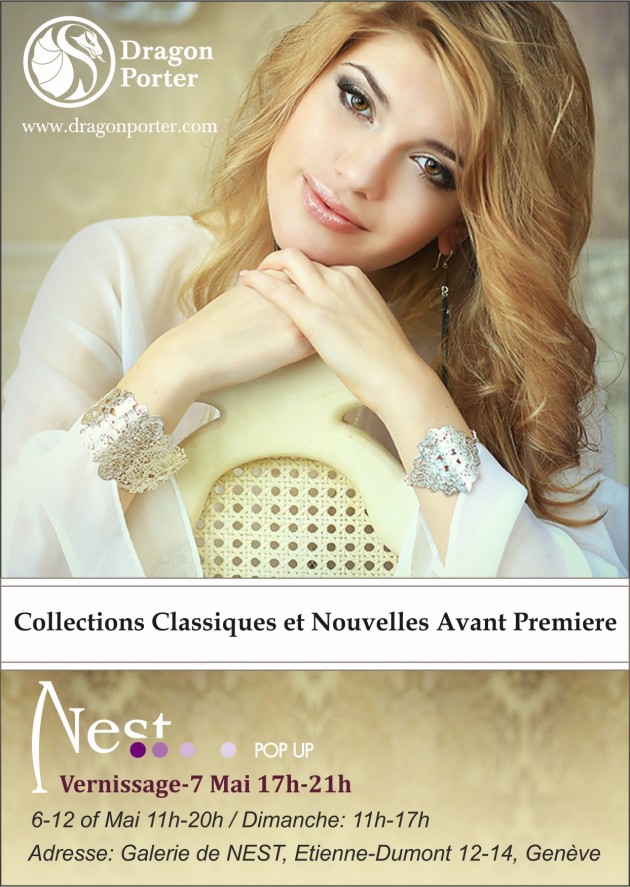 Dragon
Porter
www.dragonporter.com
Collections Classiques et Nouvelles Avant Premiere
Nest
POP UP
Vernissage-7 Mai 17h-21h
6-12 of Mai 11h-20h / Dimanche: 11h-17h
Adresse: Galerie de NEST, Etienne-Dumont 12-14, Genève